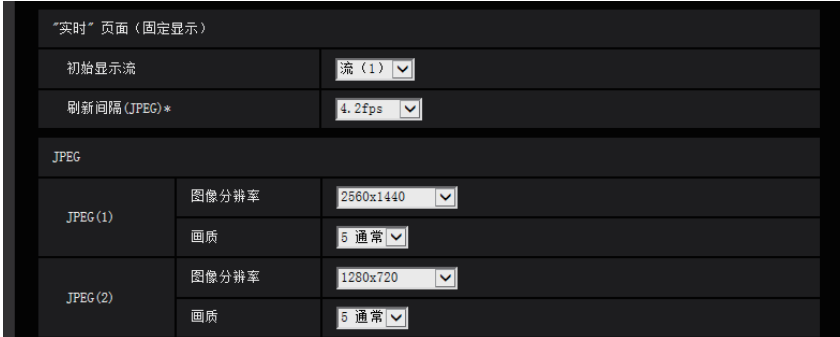 “实时” 页面（固定显示）
初始显示流 流（1）
刷新间隔(JPEG)* 4.2fps
JPEG
JPEG(1) 图像分辨率 2560x1440
画质 5 通常
JPEG(2) 图像分辨率 1280x720
画质 5 通常